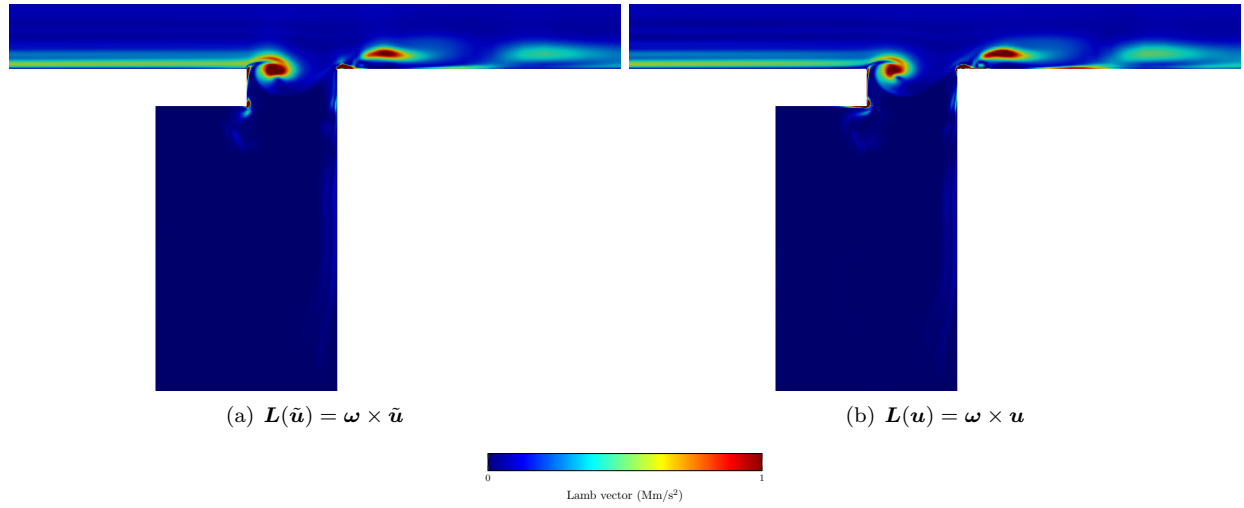 (a) L(ũ) = ω × ũ
(b) L(u) = ω × u
0
1
Lamb vector (Mm/s²)